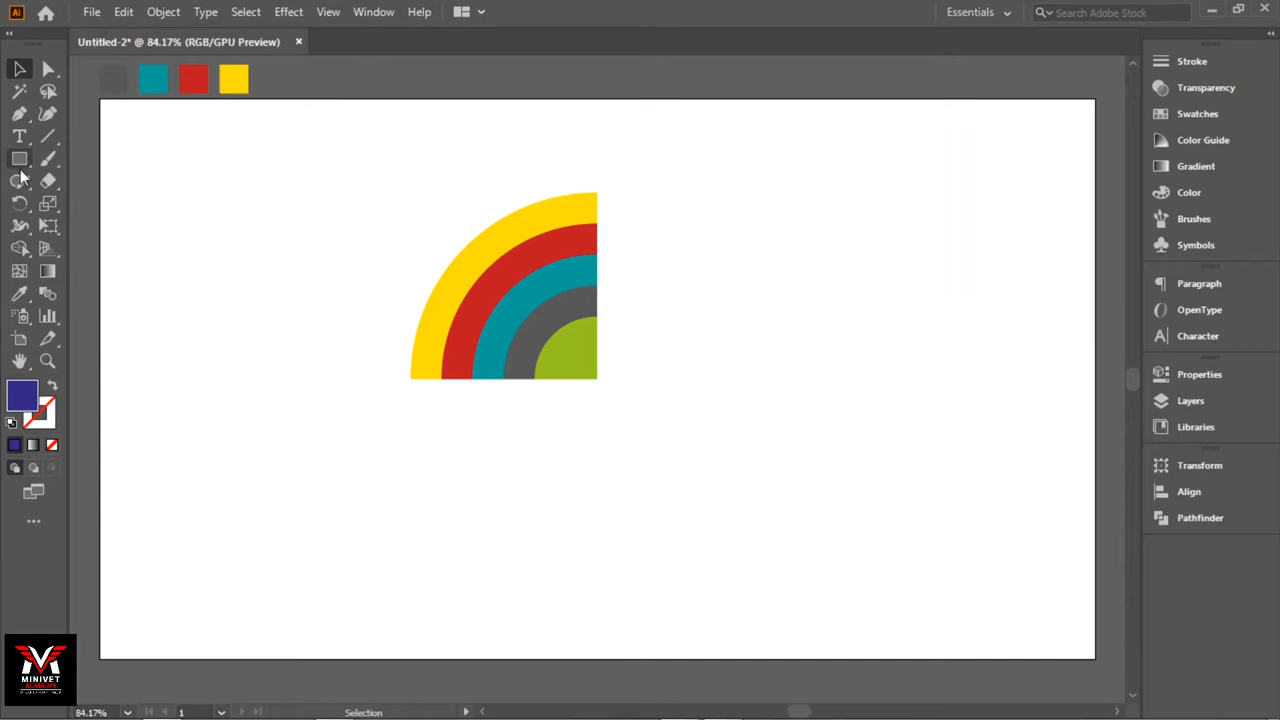 Ai File Edit Object Type Select Effect View Window Help Essentials Search Adobe Stock
Untitled-2* @ 84.17% (RGB/GPU Preview) ×
Stroke
Transparency
Swatches
Color Guide
Gradient
Color
Brushes
Symbols
Paragraph
OpenType
Character
Properties
Layers
Libraries
Transform
Align
Pathfinder
MINIVET
84.17% 1 Selection